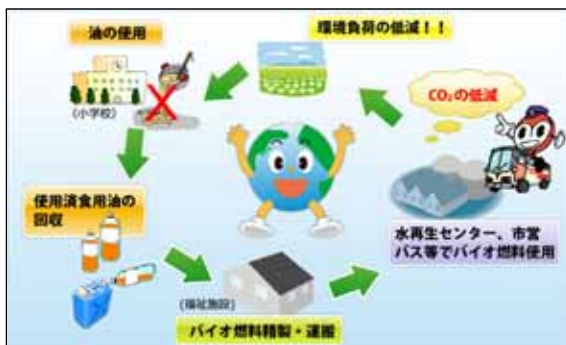 油の使用
(小学校)
環境負荷の低減！！
CO₂の低減
使用済食用油の
回収
水再生センター、市営
バス等でバイオ燃料使用
(福祉施設)
バイオ燃料精製・運搬